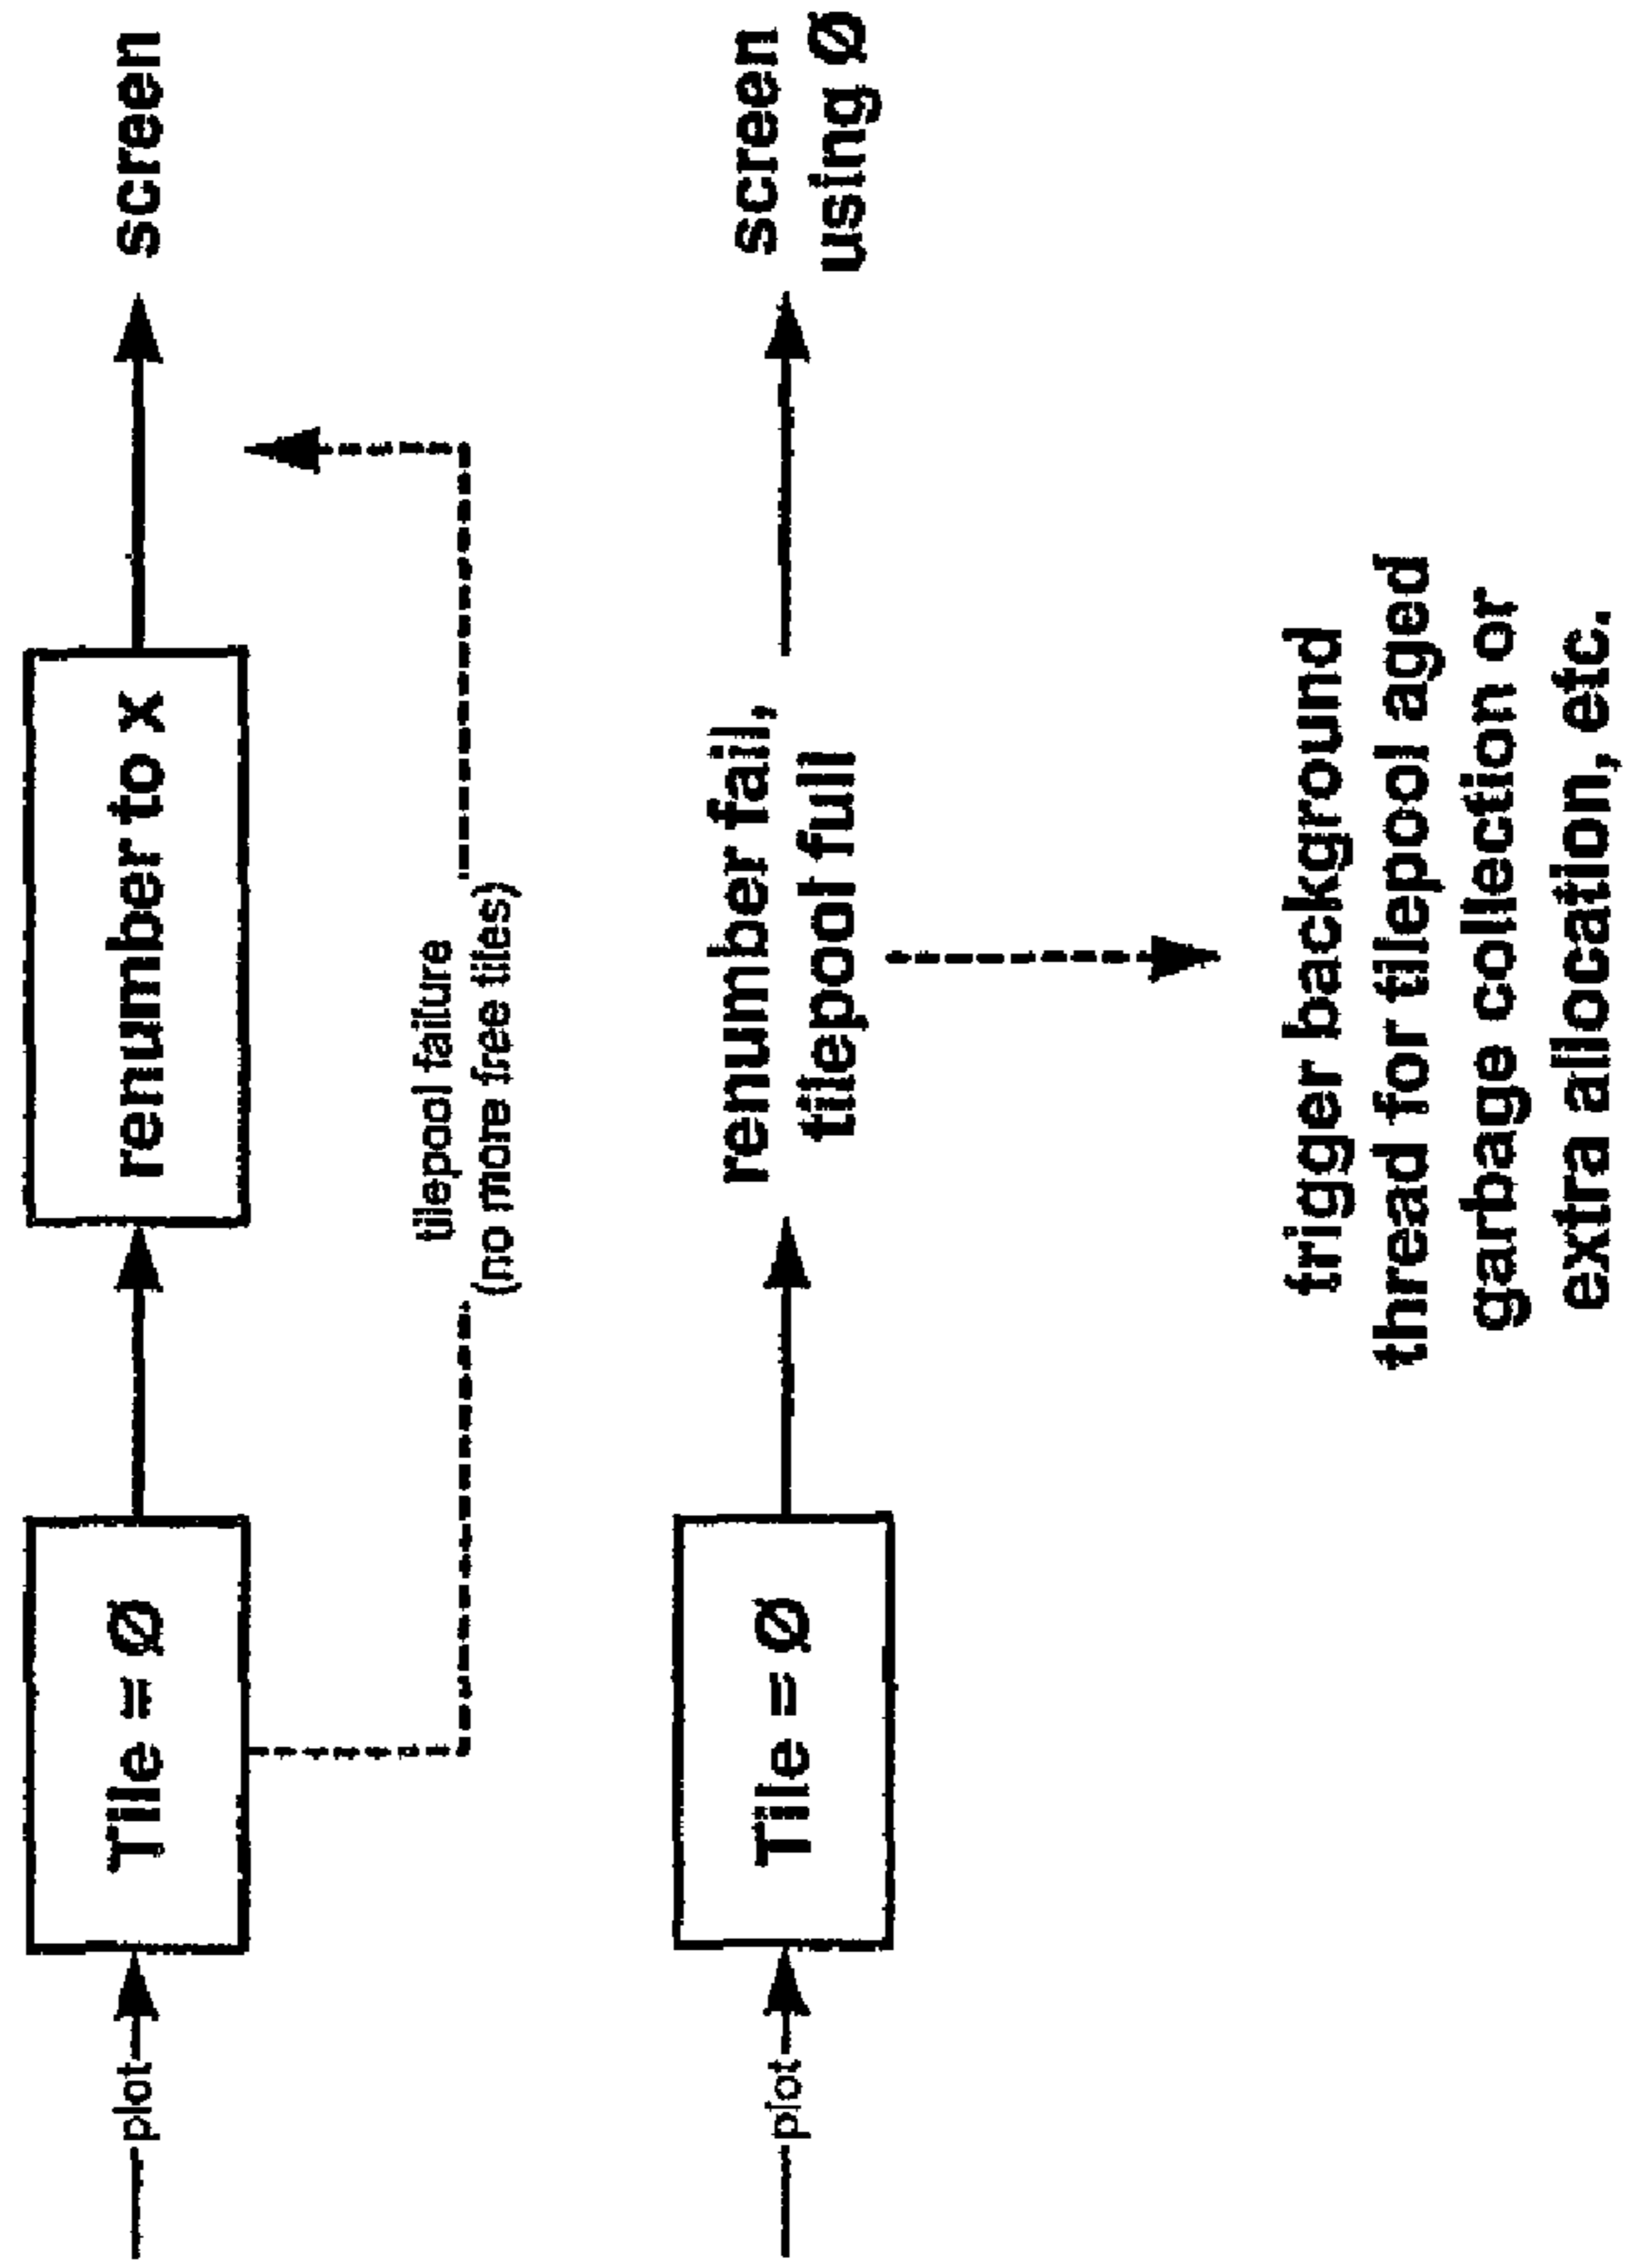 plot
Tile = Ø
renumber to x
screen
tilepool failure
(no more free tiles)
plot
Tile = Ø
renumber fail,
tilepool full
screen
using Ø
trigger background
thread for tilepool aged
garbage collection or
extra allocation, etc.